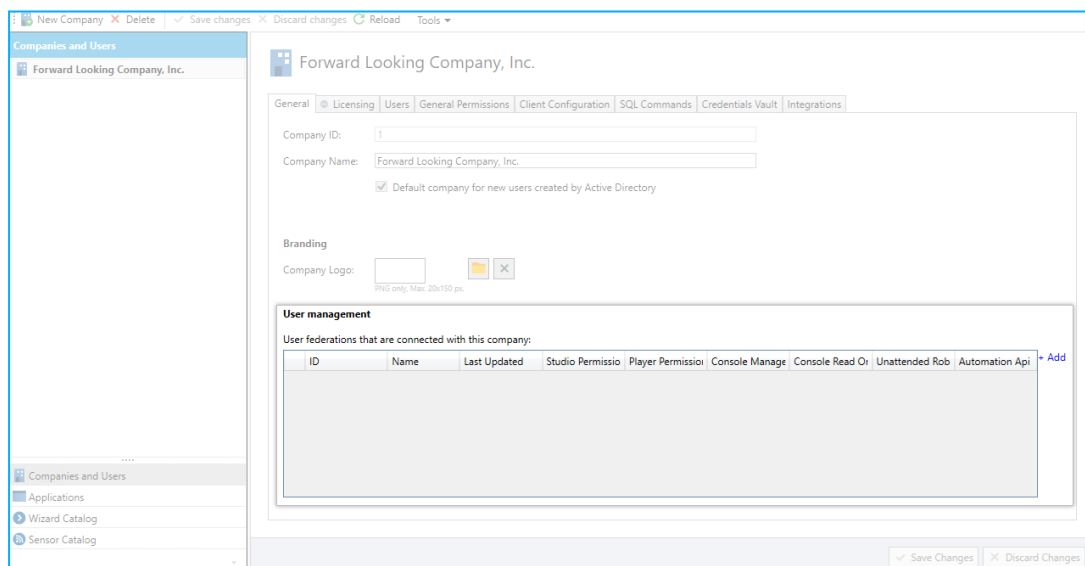 New Company Delete Save changes Discard changes Reload Tools
Companies and Users
Forward Looking Company, Inc.
Forward Looking Company, Inc.
General Licensing Users General Permissions Client Configuration SQL Commands Credentials Vault Integrations
Company ID: 1
Company Name: Forward Looking Company, Inc.
Default company for new users created by Active Directory
Branding
Company Logo:
PNG only, Max. 20x150 px.
User management
User federations that are connected with this company:
ID Name Last Updated Studio Permissio Player Permission Console Manage Console Read Or Unattended Rob Automation Api
+ Add
Companies and Users
Applications
Wizard Catalog
Sensor Catalog
Save Changes Discard Changes